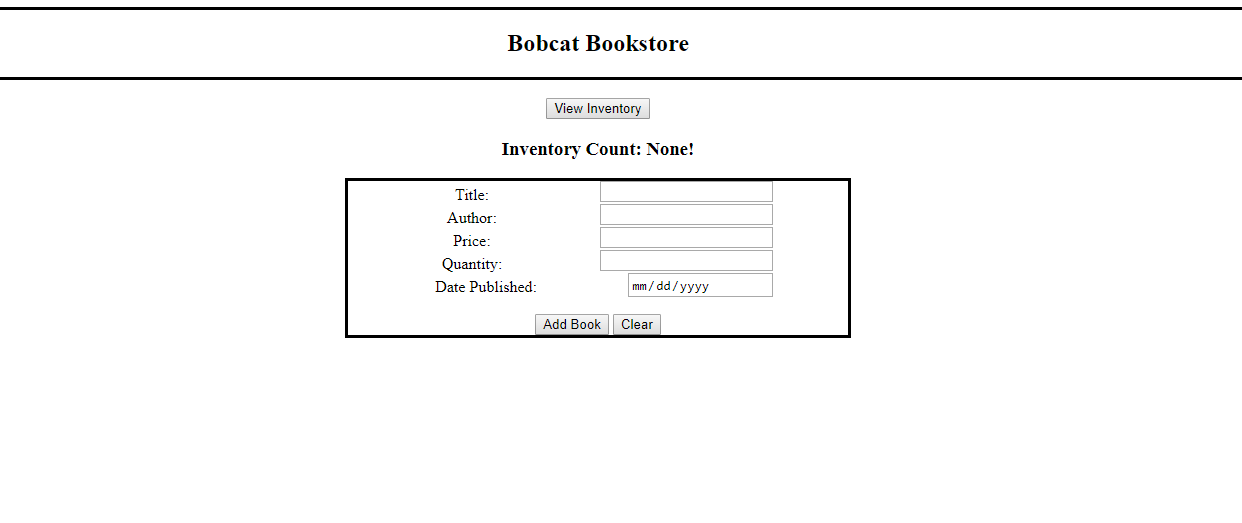 Bobcat Bookstore
View Inventory
Inventory Count: None!
Title:
Author:
Price:
Quantity:
Date Published: mm/dd/yyyy
Add Book Clear